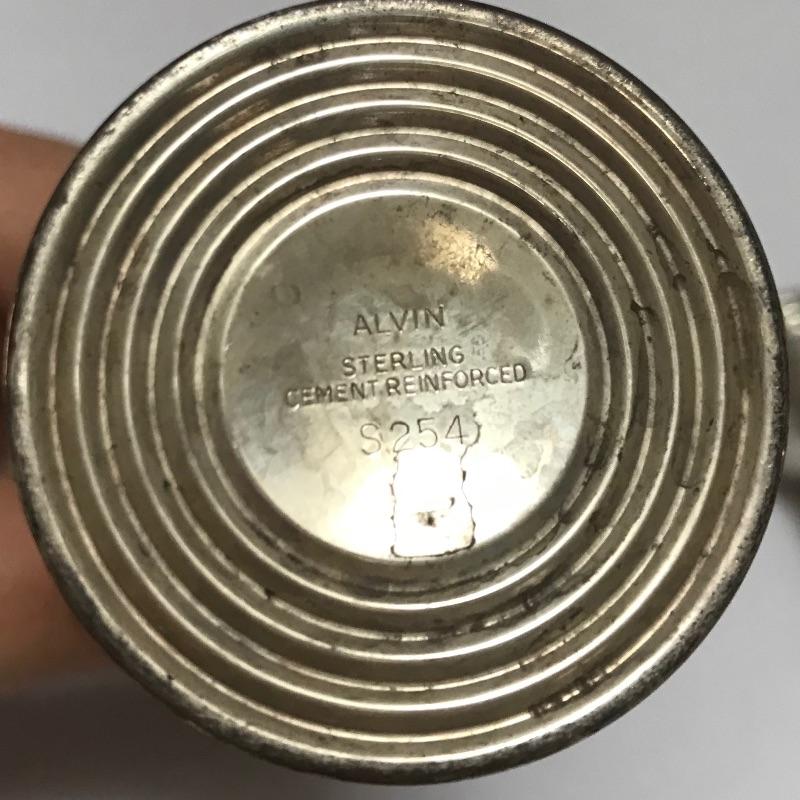 ALVIN
STERLING
CEMENT REINFORCED
S254